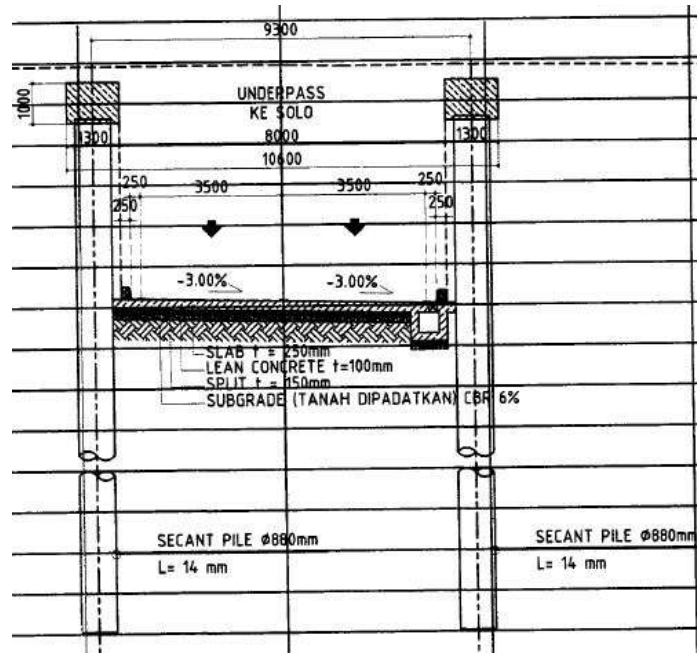 9300
UNDERPASS
KE SOLO
1000
1300
8000
1300
10600
250
3500
3500
250
250
250
-3.00%
-3.00%
SLAB t = 250mm
LEAN CONCRETE t=100mm
SPLIT t = 150mm
SUBGRADE (TANAH DIPADATKAN) CBR 6%
SECANT PILE Ø880mm
L= 14 mm
SECANT PILE Ø880mm
L= 14 mm